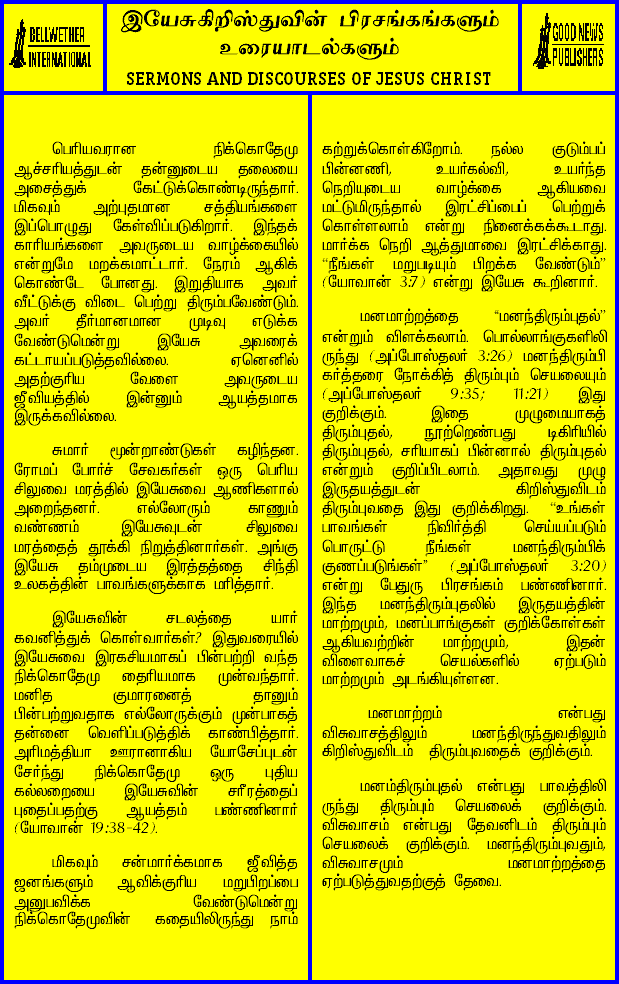 BELLWETHER
INTERNATIONAL
இயேசுகிறிஸ்துவின் பிரசங்கங்களும்
உரையாடல்களும்
SERMONS AND DISCOURSES OF JESUS CHRIST
GOOD NEWS
PUBLISHERS
பெரியவரான நிக்கொதேமு
ஆச்சரியத்துடன் தன்னுடைய தலையை
அசைத்துக் கேட்டுக்கொண்டிருந்தார்.
மிகவும் அற்புதமான சத்தியங்களை
இப்பொழுது கேள்விப்படுகிறார். இந்தக்
காரியங்களை அவருடைய வாழ்க்கையில்
என்றுமே மறக்கமாட்டார். நேரம் ஆகிக்
கொண்டே போனது. இறுதியாக அவர்
வீட்டுக்கு விடை பெற்று திரும்பவேண்டும்.
அவர் தீர்மானமான முடிவு எடுக்க
வேண்டுமென்று இயேசு அவரைக்
கட்டாயப்படுத்தவில்லை. ஏனெனில்
அதற்குரிய வேளை அவருடைய
ஜீவியத்தில் இன்னும் ஆயத்தமாக
இருக்கவில்லை.
சுமார் மூன்றாண்டுகள் கழிந்தன.
ரோமப் போர்ச் சேவகர்கள் ஒரு பெரிய
சிலுவை மரத்தில் இயேசுவை ஆணிகளால்
அறைந்தனர். எல்லோரும் காணும்
வண்ணம் இயேசுவுடன் சிலுவை
மரத்தைத் தூக்கி நிறுத்தினார்கள். அங்கு
இயேசு தம்முடைய இரத்தத்தை சிந்தி
உலகத்தின் பாவங்களுக்காக மரித்தார்.
இயேசுவின் சடலத்தை யார்
கவனித்துக் கொள்வார்கள்? இதுவரையில்
இயேசுவை இரகசியமாகப் பின்பற்றி வந்த
நிக்கொதேமு தைரியமாக முன்வந்தார்.
மனித குமாரனைத் தானும்
பின்பற்றுவதாக எல்லோருக்கும் முன்பாகத்
தன்னை வெளிப்படுத்திக் காண்பித்தார்.
அரிமத்தியா ஊரானாகிய யோசேப்புடன்
சேர்ந்து நிக்கொதேமு ஒரு புதிய
கல்லறையை இயேசுவின் சரீரத்தைப்
புதைப்பதற்கு ஆயத்தம் பண்ணினார்
(யோவான் 19:38-42).
மிகவும் சன்மார்க்கமாக ஜீவித்த
ஜனங்களும் ஆவிக்குரிய மறுபிறப்பை
அனுபவிக்க வேண்டுமென்று
நிக்கொதேமுவின் கதையிலிருந்து நாம்
கற்றுக்கொள்கிறோம். நல்ல குடும்பப்
பின்னணி, உயர்கல்வி, உயர்ந்த
நெறியுடைய வாழ்க்கை ஆகியவை
மட்டுமிருந்தால் இரட்சிப்பைப் பெற்றுக்
கொள்ளலாம் என்று நினைக்கக்கூடாது.
மார்க்க நெறி ஆத்துமாவை இரட்சிக்காது.
“நீங்கள் மறுபடியும் பிறக்க வேண்டும்”
(யோவான் 3:7) என்று இயேசு கூறினார்.
மனமாற்றத்தை “மனந்திரும்புதல்”
என்றும் விளக்கலாம். பொல்லாங்குகளிலி
ருந்து (அப்போஸ்தலர் 3:26) மனந்திரும்பி
கர்த்தரை நோக்கித் திரும்பும் செயலையும்
(அப்போஸ்தலர் 9:35; 11:21) இது
குறிக்கும். இதை முழுமையாகத்
திரும்புதல், நூற்றெண்பது டிகிரியில்
திரும்புதல், சரியாகப் பின்னால் திரும்புதல்
என்றும் குறிப்பிடலாம். அதாவது முழு
இருதயத்துடன் கிறிஸ்துவிடம்
திரும்புவதை இது குறிக்கிறது. “உங்கள்
பாவங்கள் நிவிர்த்தி செய்யப்படும்
பொருட்டு நீங்கள் மனந்திரும்பிக்
குணப்படுங்கள்” (அப்போஸ்தலர் 3:20)
என்று பேதுரு பிரசங்கம் பண்ணினார்.
இந்த மனந்திரும்புதலில் இருதயத்தின்
மாற்றமும், மனப்பாங்குகள் குறிக்கோள்கள்
ஆகியவற்றின் மாற்றமும், இதன்
விளைவாகச் செயல்களில் ஏற்படும்
மாற்றமும் அடங்கியுள்ளன.
மனமாற்றம் என்பது
விசுவாசத்திலும் மனந்திருந்துவதிலும்
கிறிஸ்துவிடம் திரும்புவதைக் குறிக்கும்.
மனம்திரும்புதல் என்பது பாவத்திலி
ருந்து திரும்பும் செயலைக் குறிக்கும்.
விசுவாசம் என்பது தேவனிடம் திரும்பும்
செயலைக் குறிக்கும். மனந்திரும்புவதும்,
விசுவாசமும் மனமாற்றத்தை
ஏற்படுத்துவதற்குத் தேவை.